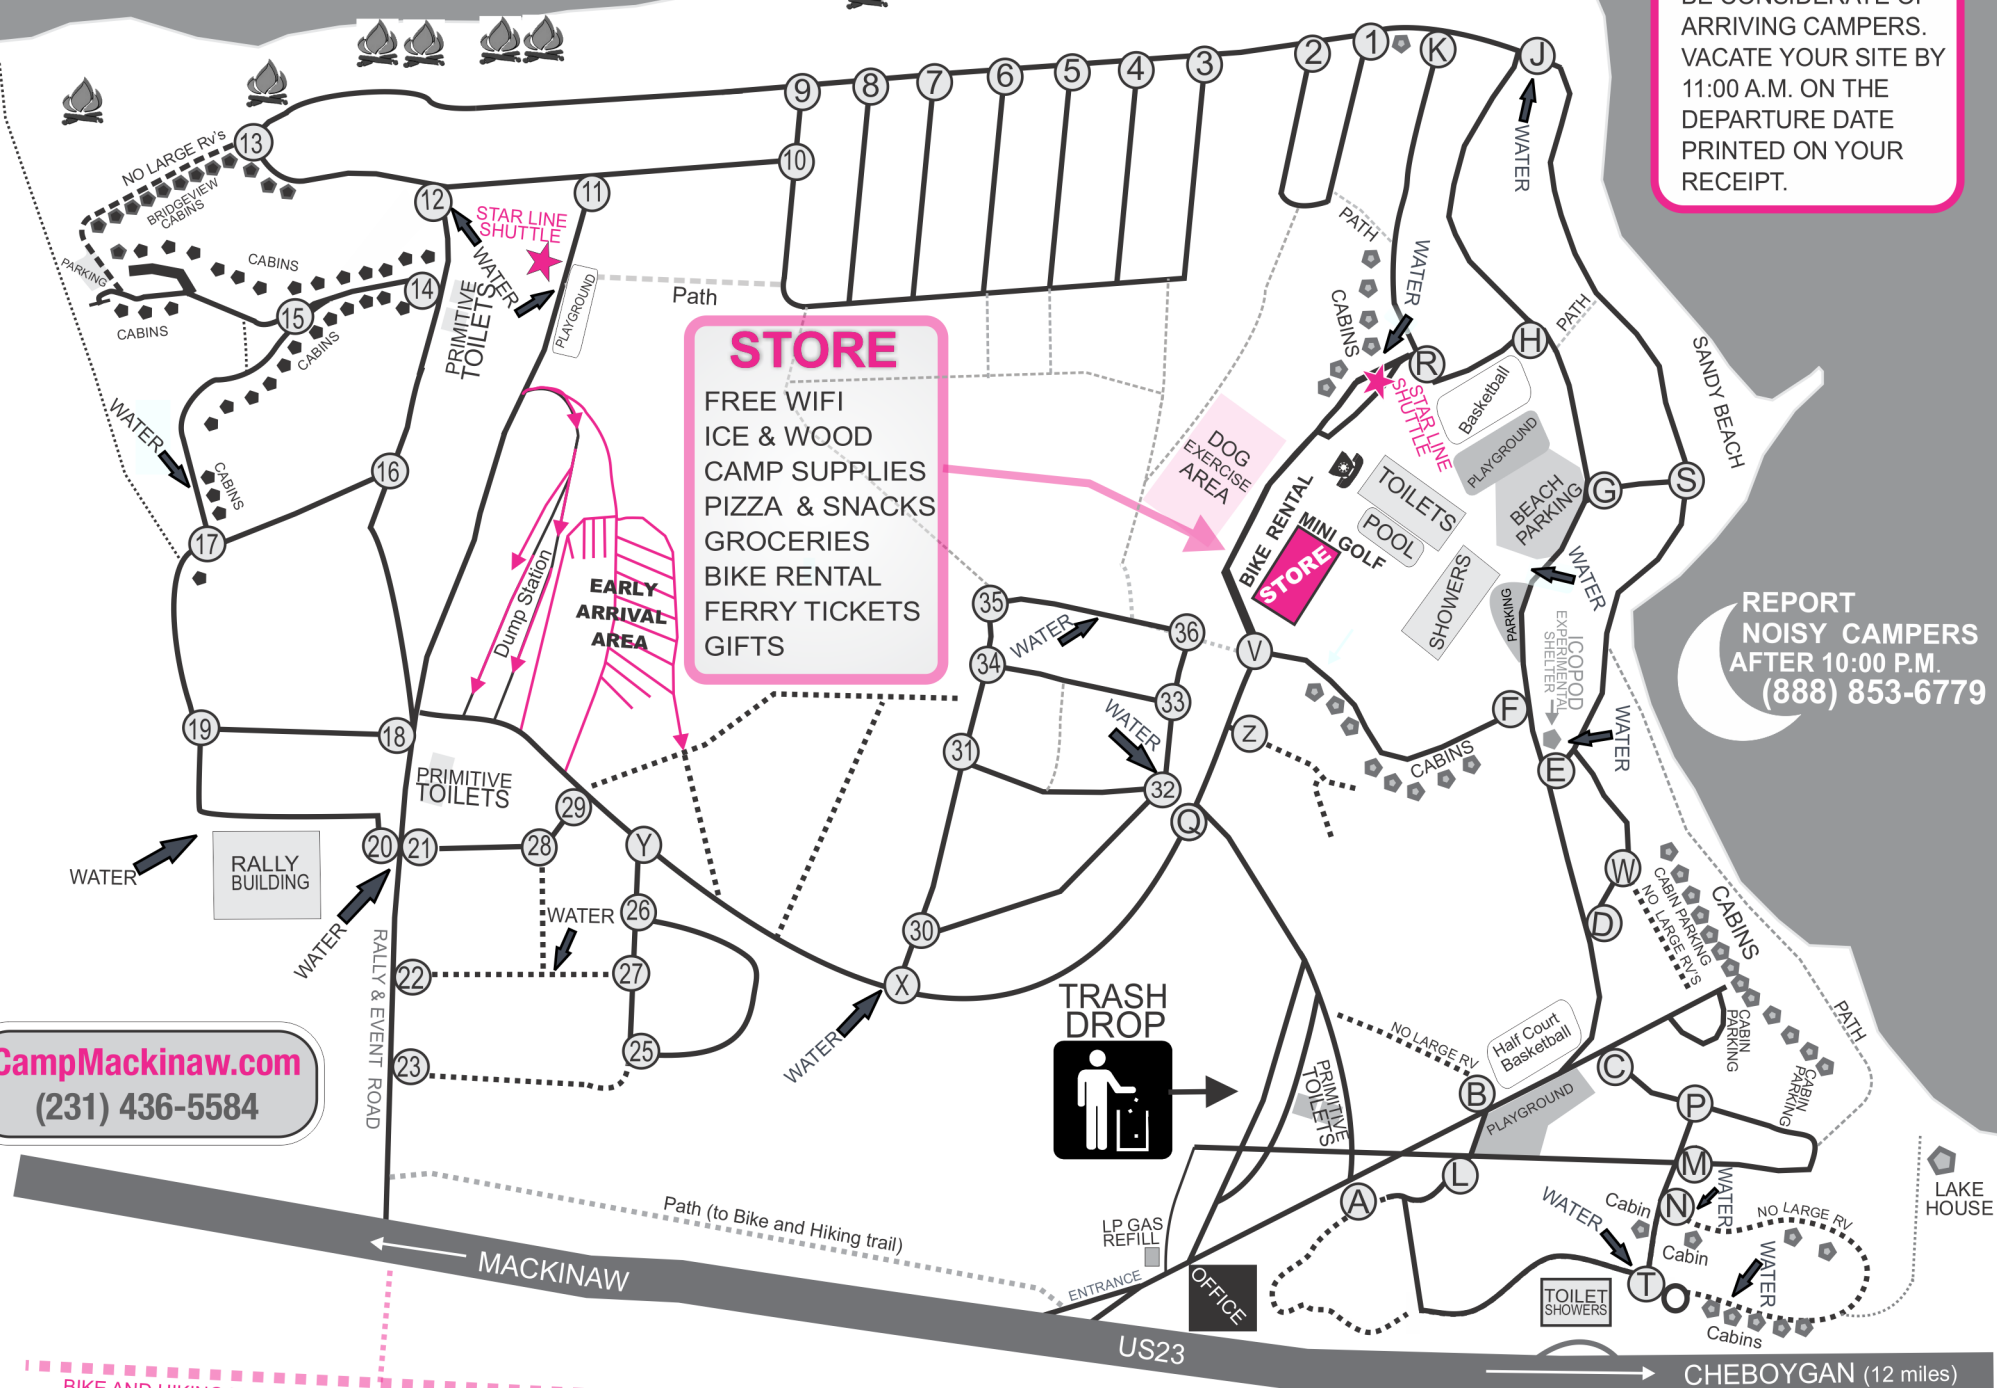 BE CONSIDERATE OF
ARRIVING CAMPERS.
VACATE YOUR SITE BY
11:00 A.M. ON THE
DEPARTURE DATE
PRINTED ON YOUR
RECEIPT.
1
2
3
4
5
6
7
8
9
10
11
12
13
K
J
WATER
NO LARGE Rv's
BRIDGEVIEW
CABINS
CABINS
PARKING
CABINS
14
15
CABINS
STAR LINE
SHUTTLE
WATER
PRIMITIVE
TOILETS
PLAYGROUND
Path
PATH
WATER
CABINS
R
H
PATH
STAR LINE
SHUTTLE
Basketball
PLAYGROUND
SANDY BEACH
STORE
FREE WIFI
ICE & WOOD
CAMP SUPPLIES
PIZZA & SNACKS
GROCERIES
BIKE RENTAL
FERRY TICKETS
GIFTS
DOG
EXERCISE
AREA
BIKE RENTAL
MINI GOLF
STORE
TOILETS
POOL
SHOWERS
BEACH
PARKING
G
S
WATER
PARKING
ICOPOD
EXPERIMENTAL
SHELTER
WATER
CABINS
16
17
Dump Station
EARLY
ARRIVAL
AREA
REPORT
NOISY CAMPERS
AFTER 10:00 P.M.
(888) 853-6779
35
WATER
36
34
33
V
F
Z
E
WATER
CABINS
19
18
PRIMITIVE
TOILETS
31
WATER
32
Q
29
20
21
28
Y
WATER
RALLY
BUILDING
WATER
RALLY & EVENT ROAD
WATER
26
27
22
25
23
30
X
WATER
W
D
CABINS
CABIN PARKING
NO LARGE RV'S
CABIN
PARKING
PATH
CABIN
PARKING
TRASH
DROP
NO LARGE RV
Half Court
Basketball
PRIMITIVE
TOILETS
B
C
PLAYGROUND
P
M
L
A
N
WATER
WATER
Cabin
Cabin
NO LARGE RV
WATER
T
Cabins
TOILET
SHOWERS
LAKE
HOUSE
CampMackinaw.com
(231) 436-5584
Path (to Bike and Hiking trail)
LP GAS
REFILL
ENTRANCE
OFFICE
MACKINAW
US23
CHEBOYGAN (12 miles)